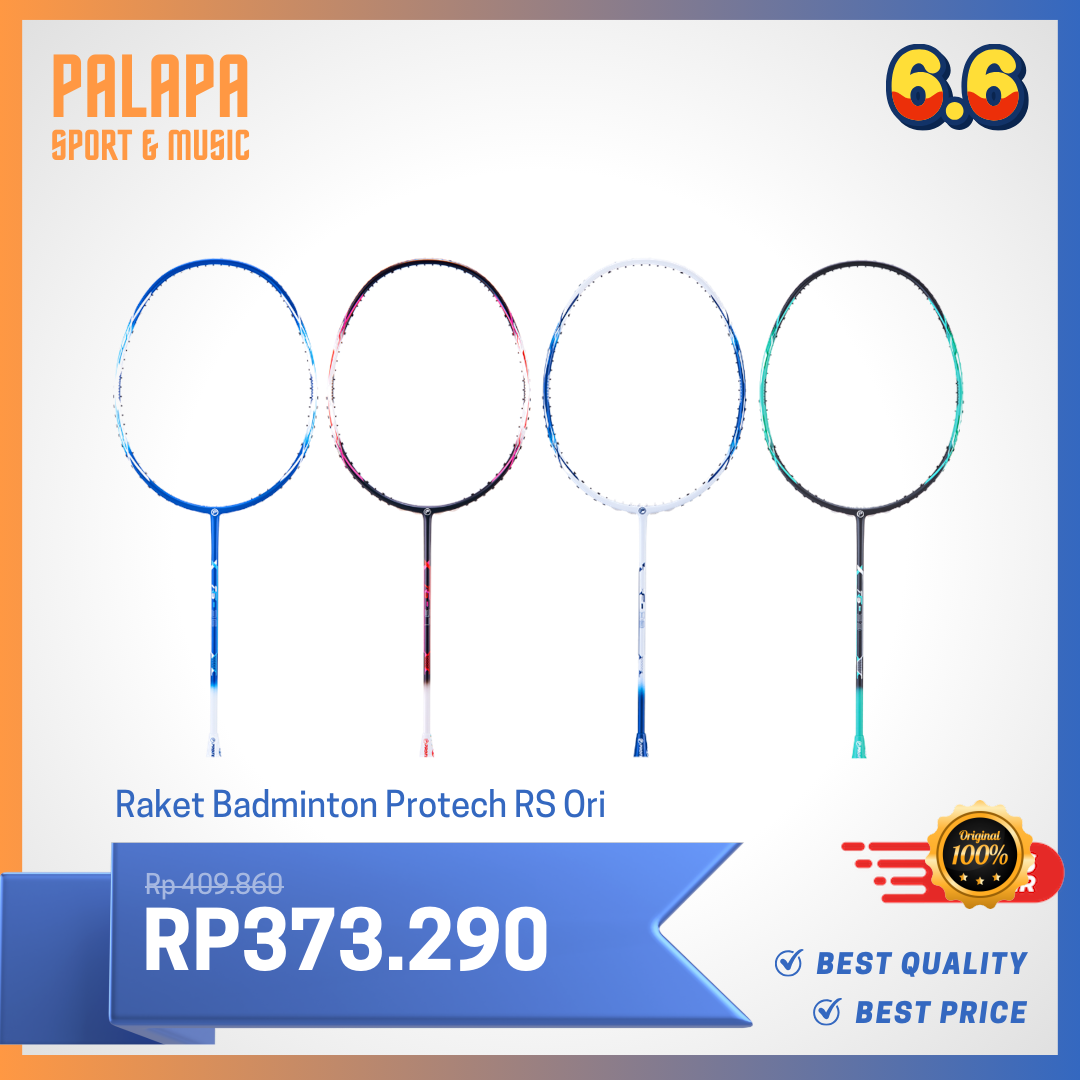 PALAPA
SPORT & MUSIC
6.6
Raket Badminton Protech RS Ori
Rp 409.860
RP373.290
Original
100%
BEST QUALITY
BEST PRICE